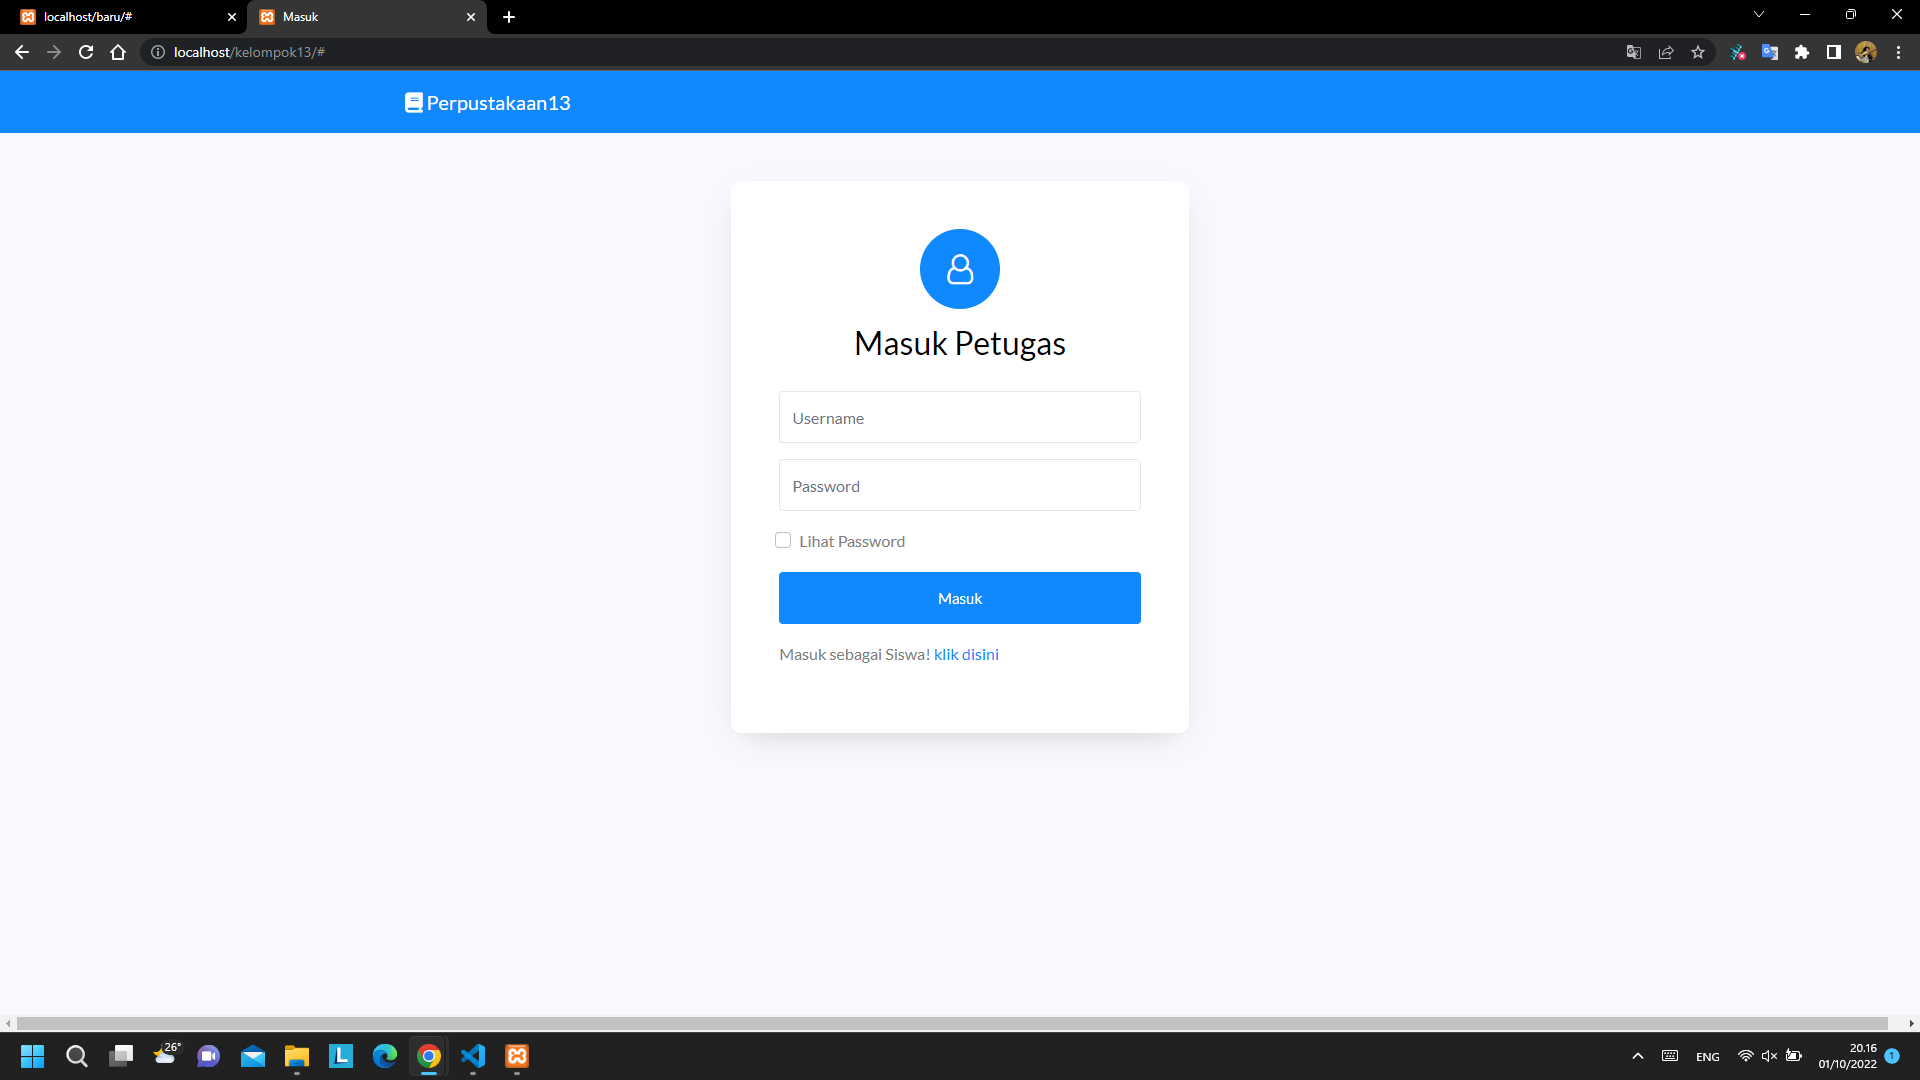 localhost/baru/#
Masuk
localhost/kelompok13/#
Perpustakaan13
Masuk Petugas
Username
Password
Lihat Password
Masuk
Masuk sebagai Siswa! klik disini
26°
L
ENG
20.16
01/10/2022
1